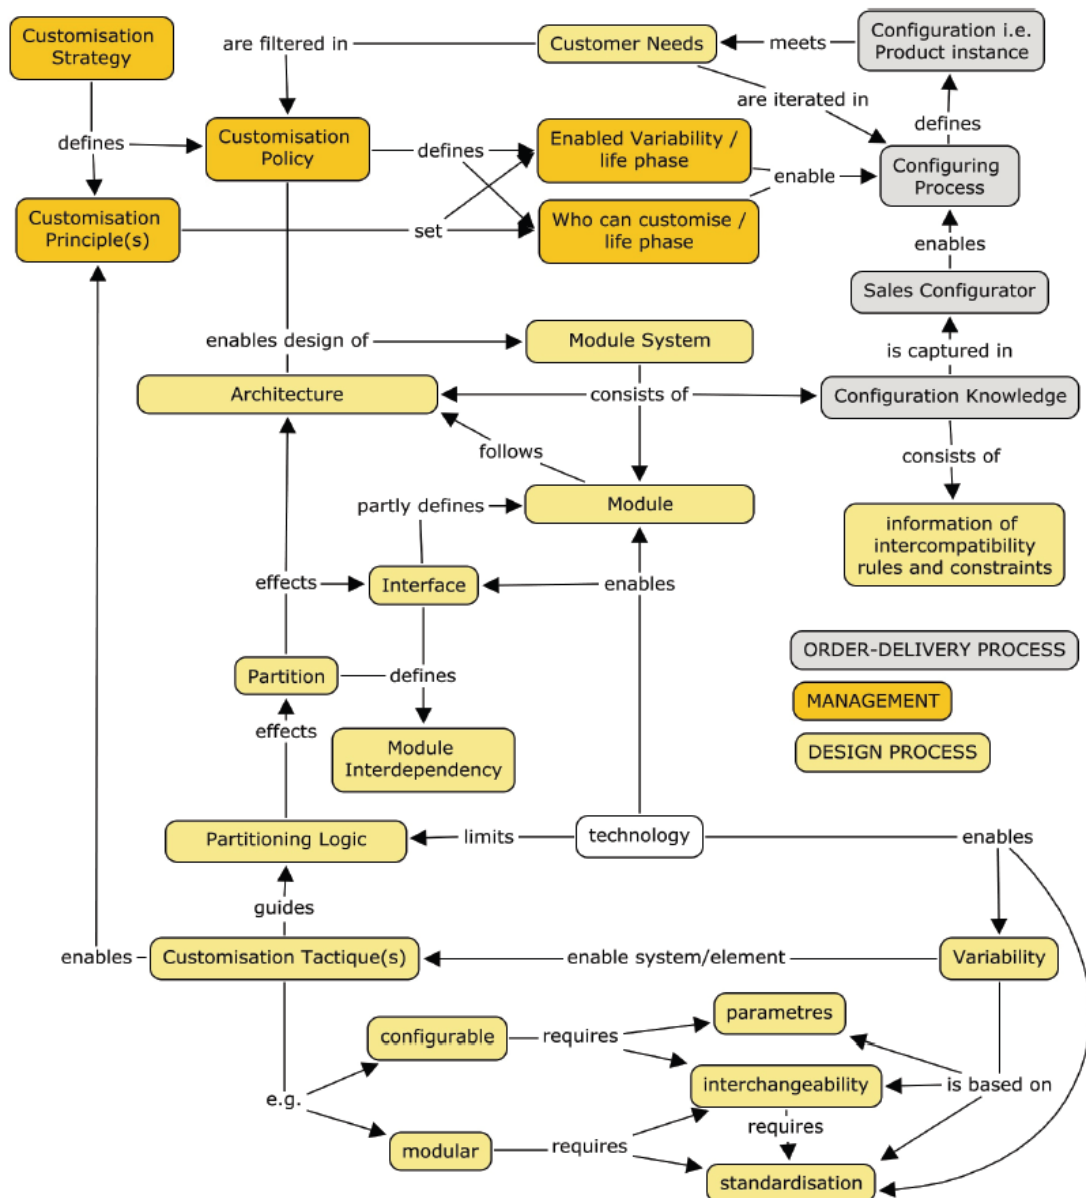 Customisation
Strategy
are filtered in
Customer Needs
meets
Configuration i.e.
Product instance
are iterated in
defines
defines
Customisation
Policy
defines
Enabled Variability /
life phase
enable
Configuring
Process
Customisation
Principle(s)
set
Who can customise /
life phase
enables
Sales Configurator
enables design of
Module System
is captured in
Architecture
consists of
Configuration Knowledge
follows
consists of
partly defines
Module
information of
intercompatibility
rules and constraints
effects
Interface
enables
ORDER-DELIVERY PROCESS
Partition
defines
MANAGEMENT
effects
Module
Interdependency
DESIGN PROCESS
Partitioning Logic
limits
technology
enables
guides
enables
Customisation Tactique(s)
enable system/element
Variability
configurable
requires
parametres
e.g.
intercheageability
is based on
modular
requires
requires
standardisation